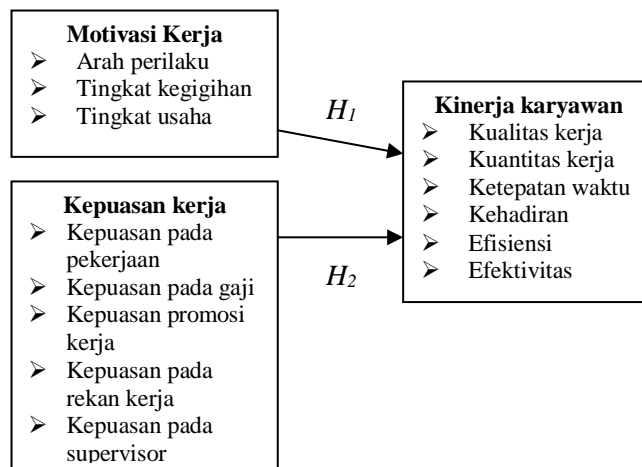 Motivasi Kerja
➢ Arah perilaku
➢ Tingkat kegigihan
➢ Tingkat usaha
H1
Kepuasan kerja
➢ Kepuasan pada
pekerjaan
➢ Kepuasan pada gaji
➢ Kepuasan promosi
kerja
➢ Kepuasan pada
rekan kerja
➢ Kepuasan pada
supervisor
H2
Kinerja karyawan
➢ Kualitas kerja
➢ Kuantitas kerja
➢ Ketepatan waktu
➢ Kehadiran
➢ Efisiensi
➢ Efektivitas